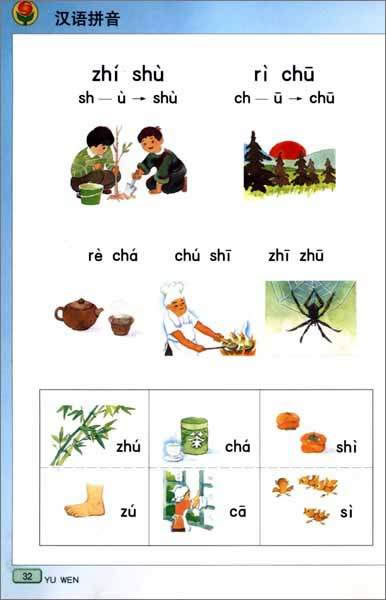 汉语拼音
zhí shù rì chū
sh — ù → shù ch — ū → chū
rè chá chú shī zhī zhū
zhú chá shì
zú cā sì
32 YU WEN